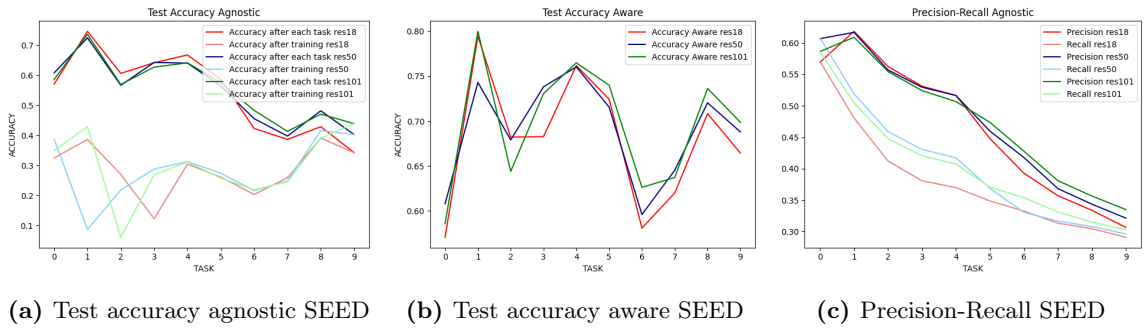 Test Accuracy Agnostic
Accuracy after each task res18
Accuracy after training res18
Accuracy after each task res50
Accuracy after training res50
Accuracy after each task res101
Accuracy after training res101
ACCURACY
0.7
0.6
0.5
0.4
0.3
0.2
0.1
0 1 2 3 4 5 6 7 8 9
TASK
(a) Test accuracy agnostic SEED
Test Accuracy Aware
Accuracy Aware res18
Accuracy Aware res50
Accuracy Aware res101
ACCURACY
0.80
0.75
0.70
0.65
0.60
0 1 2 3 4 5 6 7 8 9
TASK
(b) Test accuracy aware SEED
Precision-Recall Agnostic
Precision res18
Recall res18
Precision res50
Recall res50
Precision res101
Recall res101
0.60
0.55
0.50
0.45
0.40
0.35
0.30
0 1 2 3 4 5 6 7 8 9
TASK
(c) Precision-Recall SEED